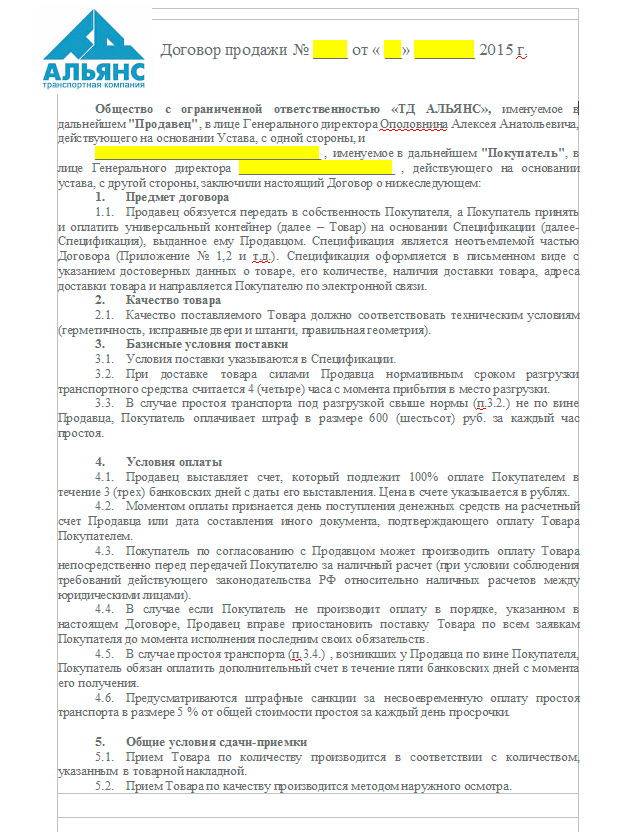 АЛЬЯНС
транспортная компания
Договор продажи № ____ от « __» _______ 2015 г.
Общество с ограниченной ответственностью «ТД АЛЬЯНС», именуемое в
дальнейшем "Продавец", в лице Генерального директора Ополовнина Алексея Анатольевича,
действующего на основании Устава, с одной стороны, и
________________________________ , именуемое в дальнейшем "Покупатель", в
лице Генерального директора ______________________ , действующего на основании
устава, с другой стороны, заключили настоящий Договор о нижеследующем:
1. Предмет договора
1.1. Продавец обязуется передать в собственность Покупателя, а Покупатель принять
и оплатить универсальный контейнер (далее – Товар) на основании Спецификации (далее-
Спецификация), выданное ему Продавцом. Спецификация является неотъемлемой частью
Договора (Приложение № 1,2 и т.д.). Спецификация оформляется в письменном виде с
указанием достоверных данных о товаре, его количестве, наличия доставки товара, адреса
доставки товара и направляется Покупателю по электронной связи.
2. Качество товара
2.1. Качество поставляемого Товара должно соответствовать техническим условиям
(герметичность, исправные двери и штанги, правильная геометрия).
3. Базисные условия поставки
3.1. Условия поставки указываются в Спецификации.
3.2. При доставке товара силами Продавца нормативным сроком разгрузки
транспортного средства считается 4 (четыре) часа с момента прибытия в место разгрузки.
3.3. В случае простоя транспорта под разгрузкой свыше нормы (п.3.2.) не по вине
Продавца, Покупатель оплачивает штраф в размере 600 (шестьсот) руб. за каждый час
простоя.
4. Условия оплаты
4.1. Продавец выставляет счет, который подлежит 100% оплате Покупателем в
течение 3 (трех) банковских дней с даты его выставления. Цена в счете указывается в рублях.
4.2. Моментом оплаты признается день поступления денежных средств на расчетный
счет Продавца или дата составления иного документа, подтверждающего оплату Товара
Покупателем.
4.3. Покупатель по согласованию с Продавцом может производить оплату Товара
непосредственно перед передачей Покупателю за наличный расчет (при условии соблюдения
требований действующего законодательства РФ относительно наличных расчетов между
юридическими лицами).
4.4. В случае если Покупатель не производит оплату в порядке, указанном в
настоящем Договоре, Продавец вправе приостановить поставку Товара по всем заявкам
Покупателя до момента исполнения последним своих обязательств.
4.5. В случае простоя транспорта (п.3.4.) , возникших у Продавца по вине Покупателя,
Покупатель обязан оплатить дополнительный счет в течение пяти банковских дней с момента
его получения.
4.6. Предусматриваются штрафные санкции за несвоевременную оплату простоя
транспорта в размере 5 % от общей стоимости простоя за каждый день просрочки.
5. Общие условия сдачи-приемки
5.1. Прием Товара по количеству производится в соответствии с количеством,
указанным в товарной накладной.
5.2. Прием Товара по качеству производится методом наружного осмотра.